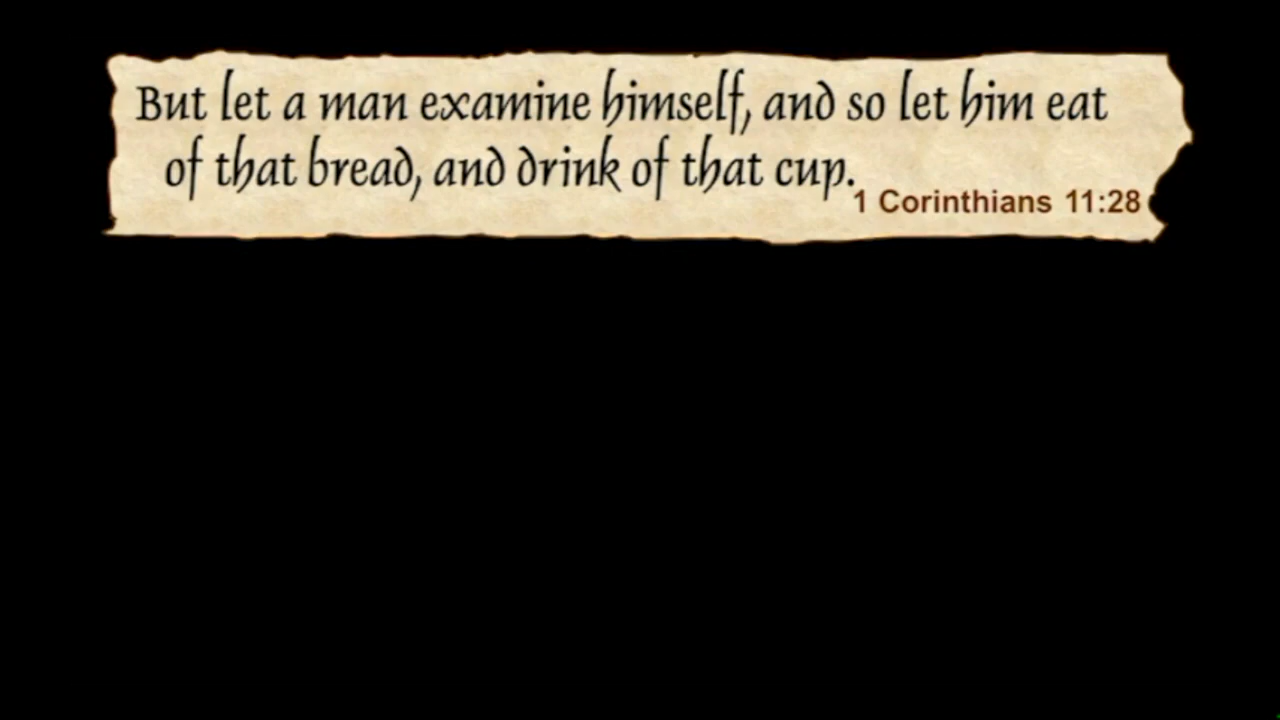 But let a man examine himself, and so let him eat
of that bread, and drink of that cup.
1 Corinthians 11:28